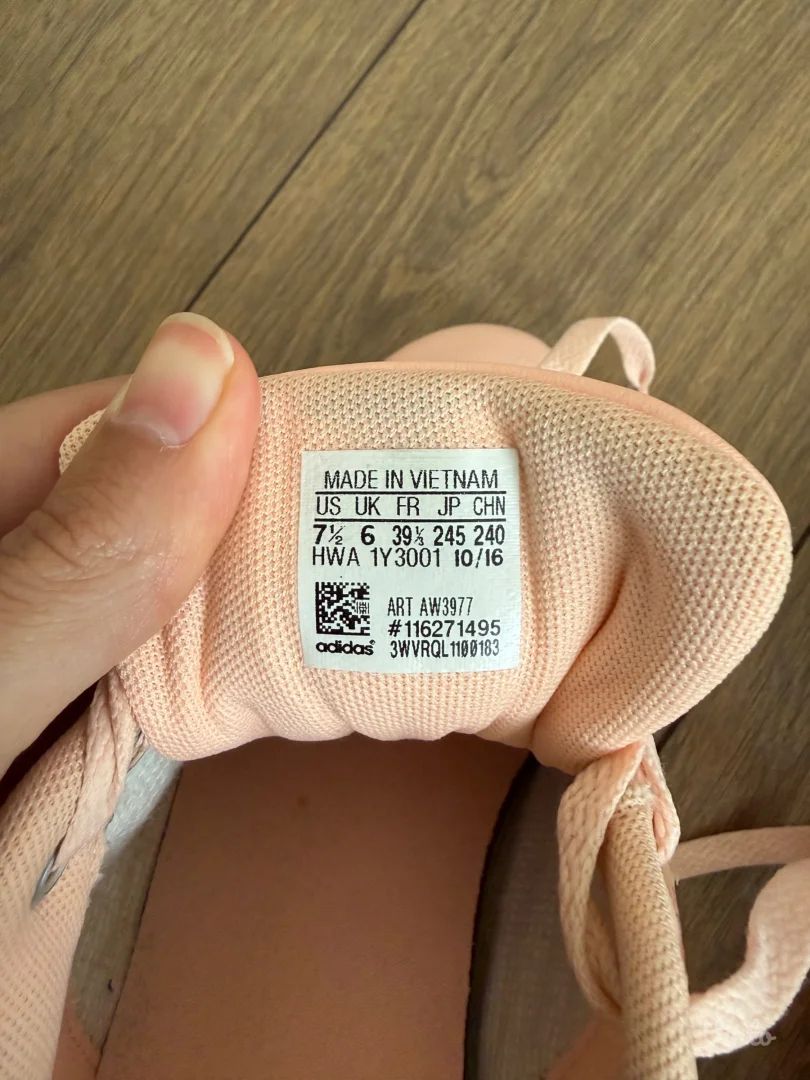 MADE IN VIETNAM
US UK FR JP CHN
7½ 6 39⅓ 245 240
HWA 1Y3001 10/16
ART AW3977
#116271495
adidas® 3WVRQL1100183